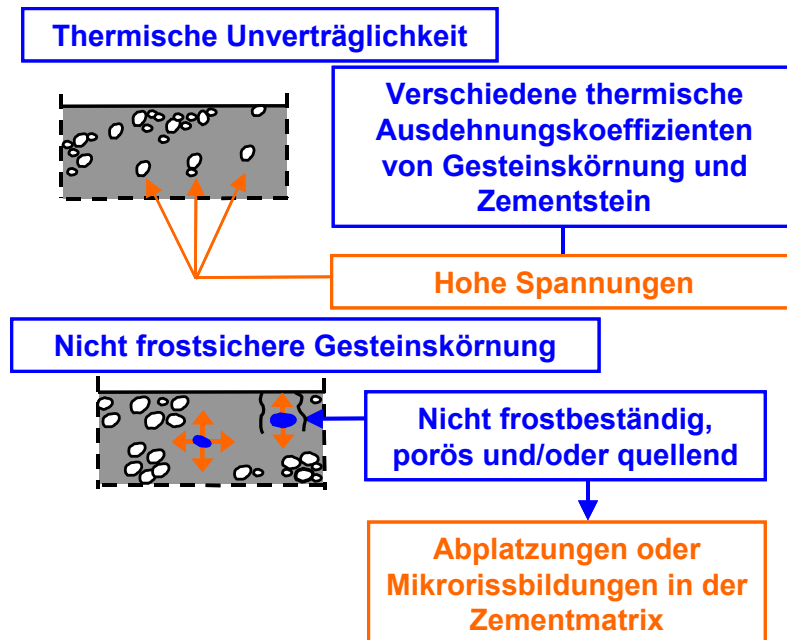 Thermische Unverträglichkeit
Verschiedene thermische
Ausdehnungskoeffizienten
von Gesteinskörnung und
Zementstein
Hohe Spannungen
Nicht frostsichere Gesteinskörnung
Nicht frostbeständig,
porös und/oder quellend
Abplatzungen oder
Mikrorissbildungen in der
Zementmatrix